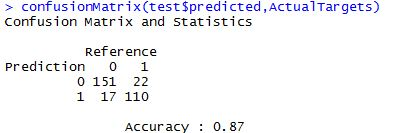 > confusionMatrix(test$predicted,ActualTargets)
Confusion Matrix and Statistics
Reference
Prediction 0 1
0 151 22
1 17 110
Accuracy : 0.87